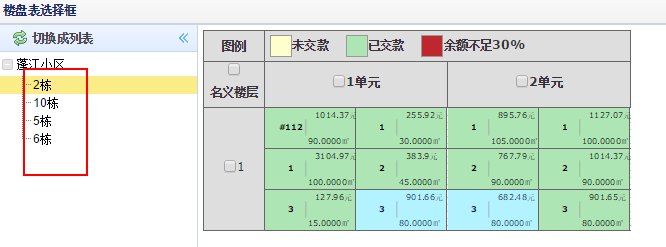 楼盘表选择框
切换成列表
蓬江小区
2栋
10栋
5栋
6栋
图例 未交款 已交款 余额不足30%
名义楼层 1单元 2单元
1
#112 1014.37元 90.0000㎡ 1 255.92元 30.0000㎡ 1 895.76元 105.0000㎡ 1 1127.07元 100.0000㎡
1 3104.97元 100.0000㎡ 2 383.9元 45.0000㎡ 2 767.79元 90.0000㎡ 2 1014.37元 90.0000㎡
3 127.96元 15.0000㎡ 3 901.66元 80.0000㎡ 3 682.48元 80.0000㎡ 3 901.65元 80.0000㎡